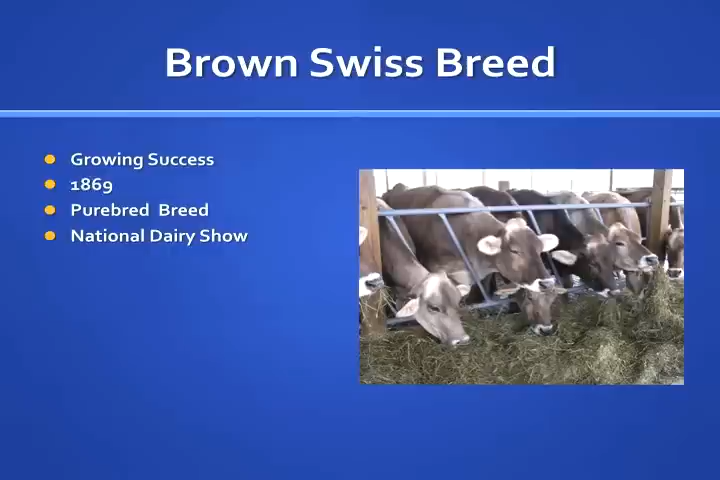 Brown Swiss Breed
Growing Success
1869
Purebred Breed
National Dairy Show